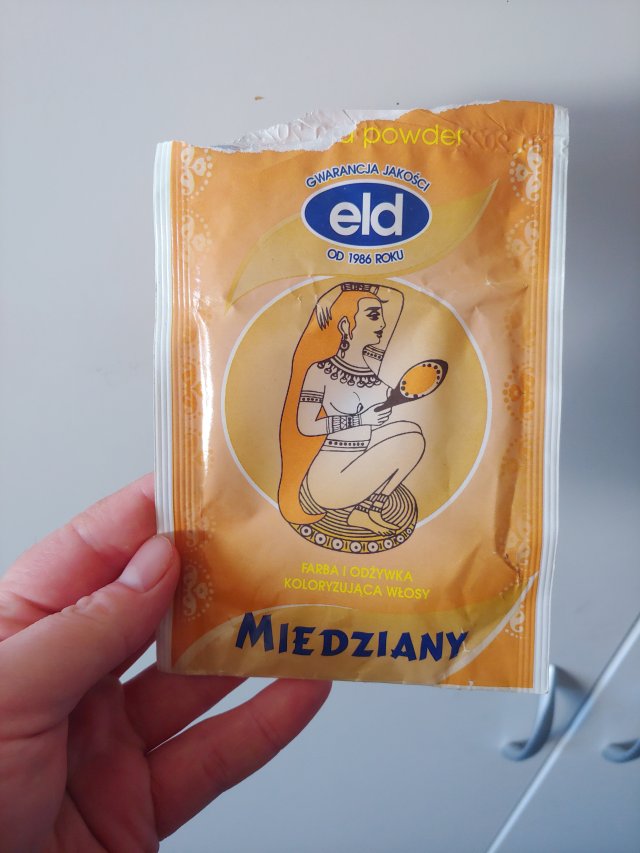 powder
GWARANCJA JAKOŚCI
eld
OD 1986 ROKU
FARBA I ODŻYWKA
KOLORYZUJĄCA WŁOSY
MIEDZIANY